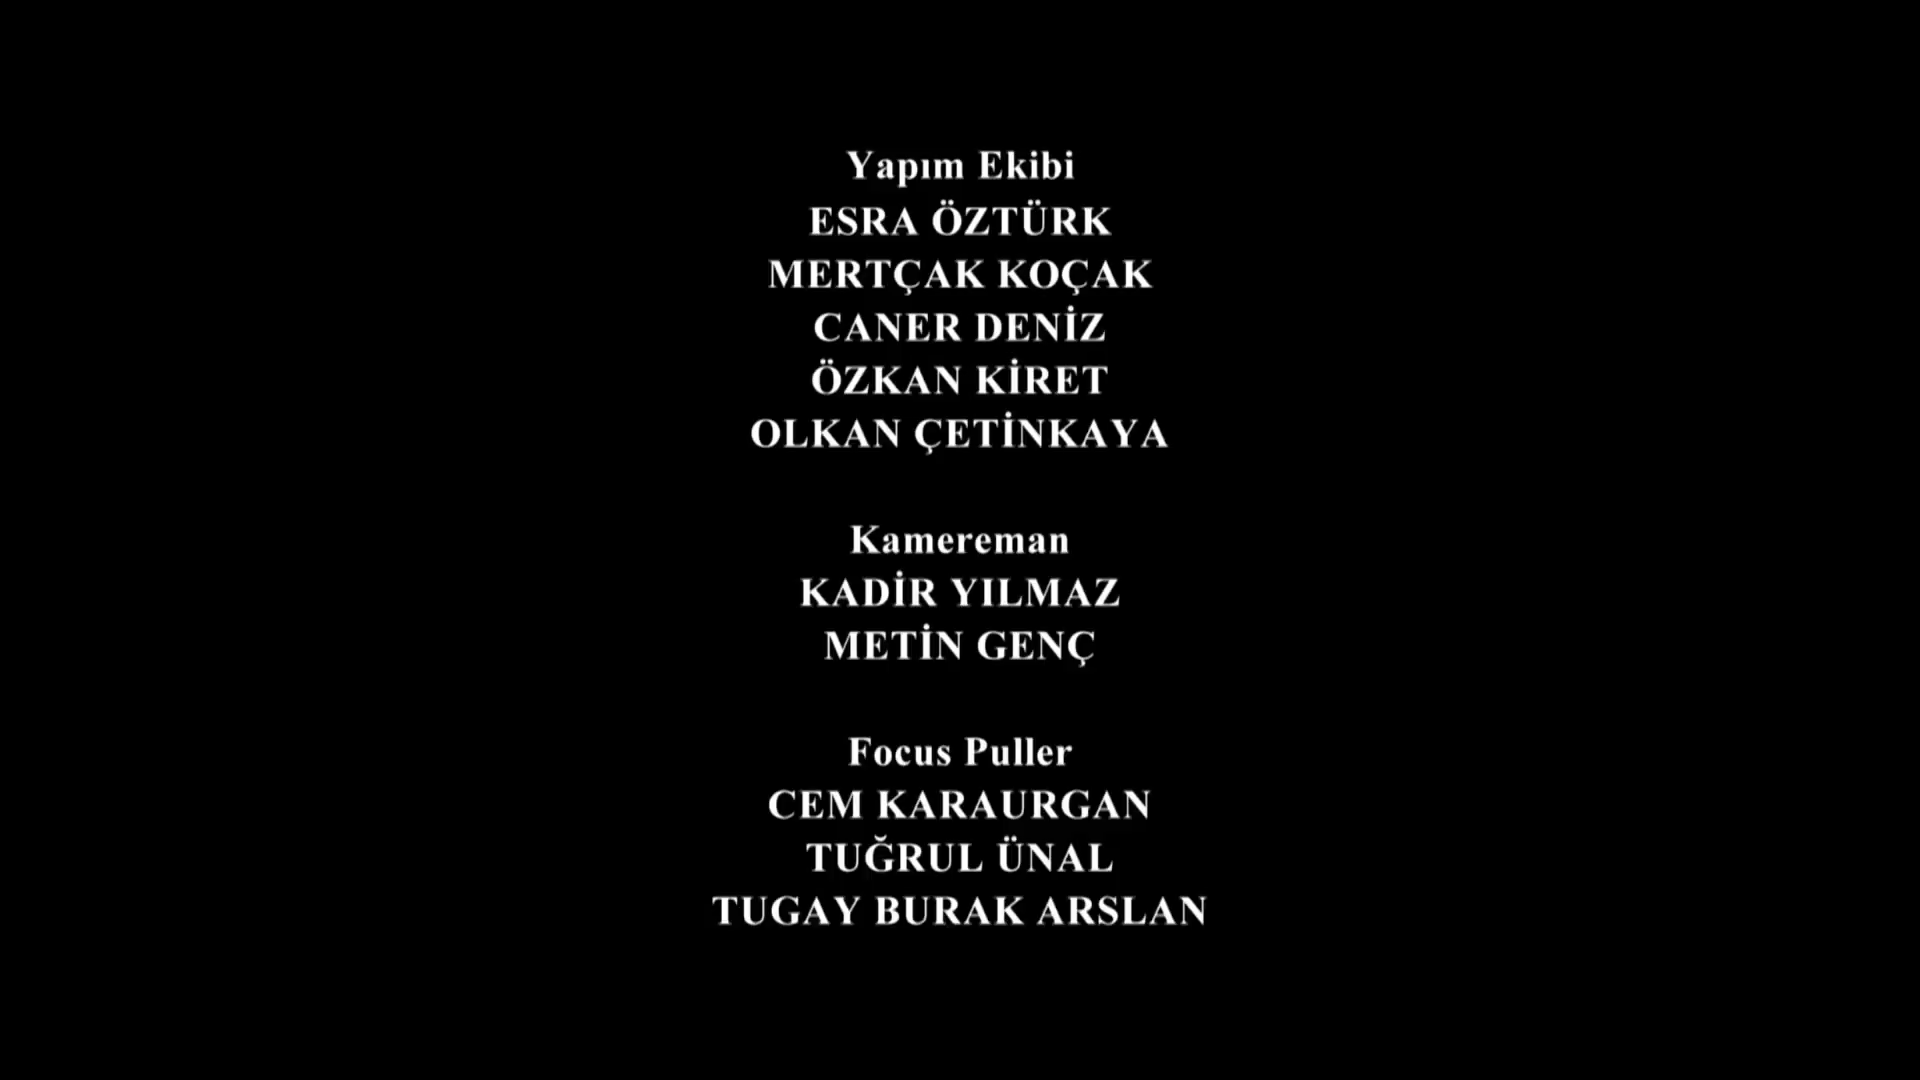 Yapım Ekibi
ESRA ÖZTÜRK
MERTÇAK KOÇAK
CANER DENİZ
ÖZKAN KİRET
OLKAN ÇETİNKAYA
Kamereman
KADİR YILMAZ
METİN GENÇ
Focus Puller
CEM KARAURGAN
TUĞRUL ÜNAL
TUGAY BURAK ARSLAN